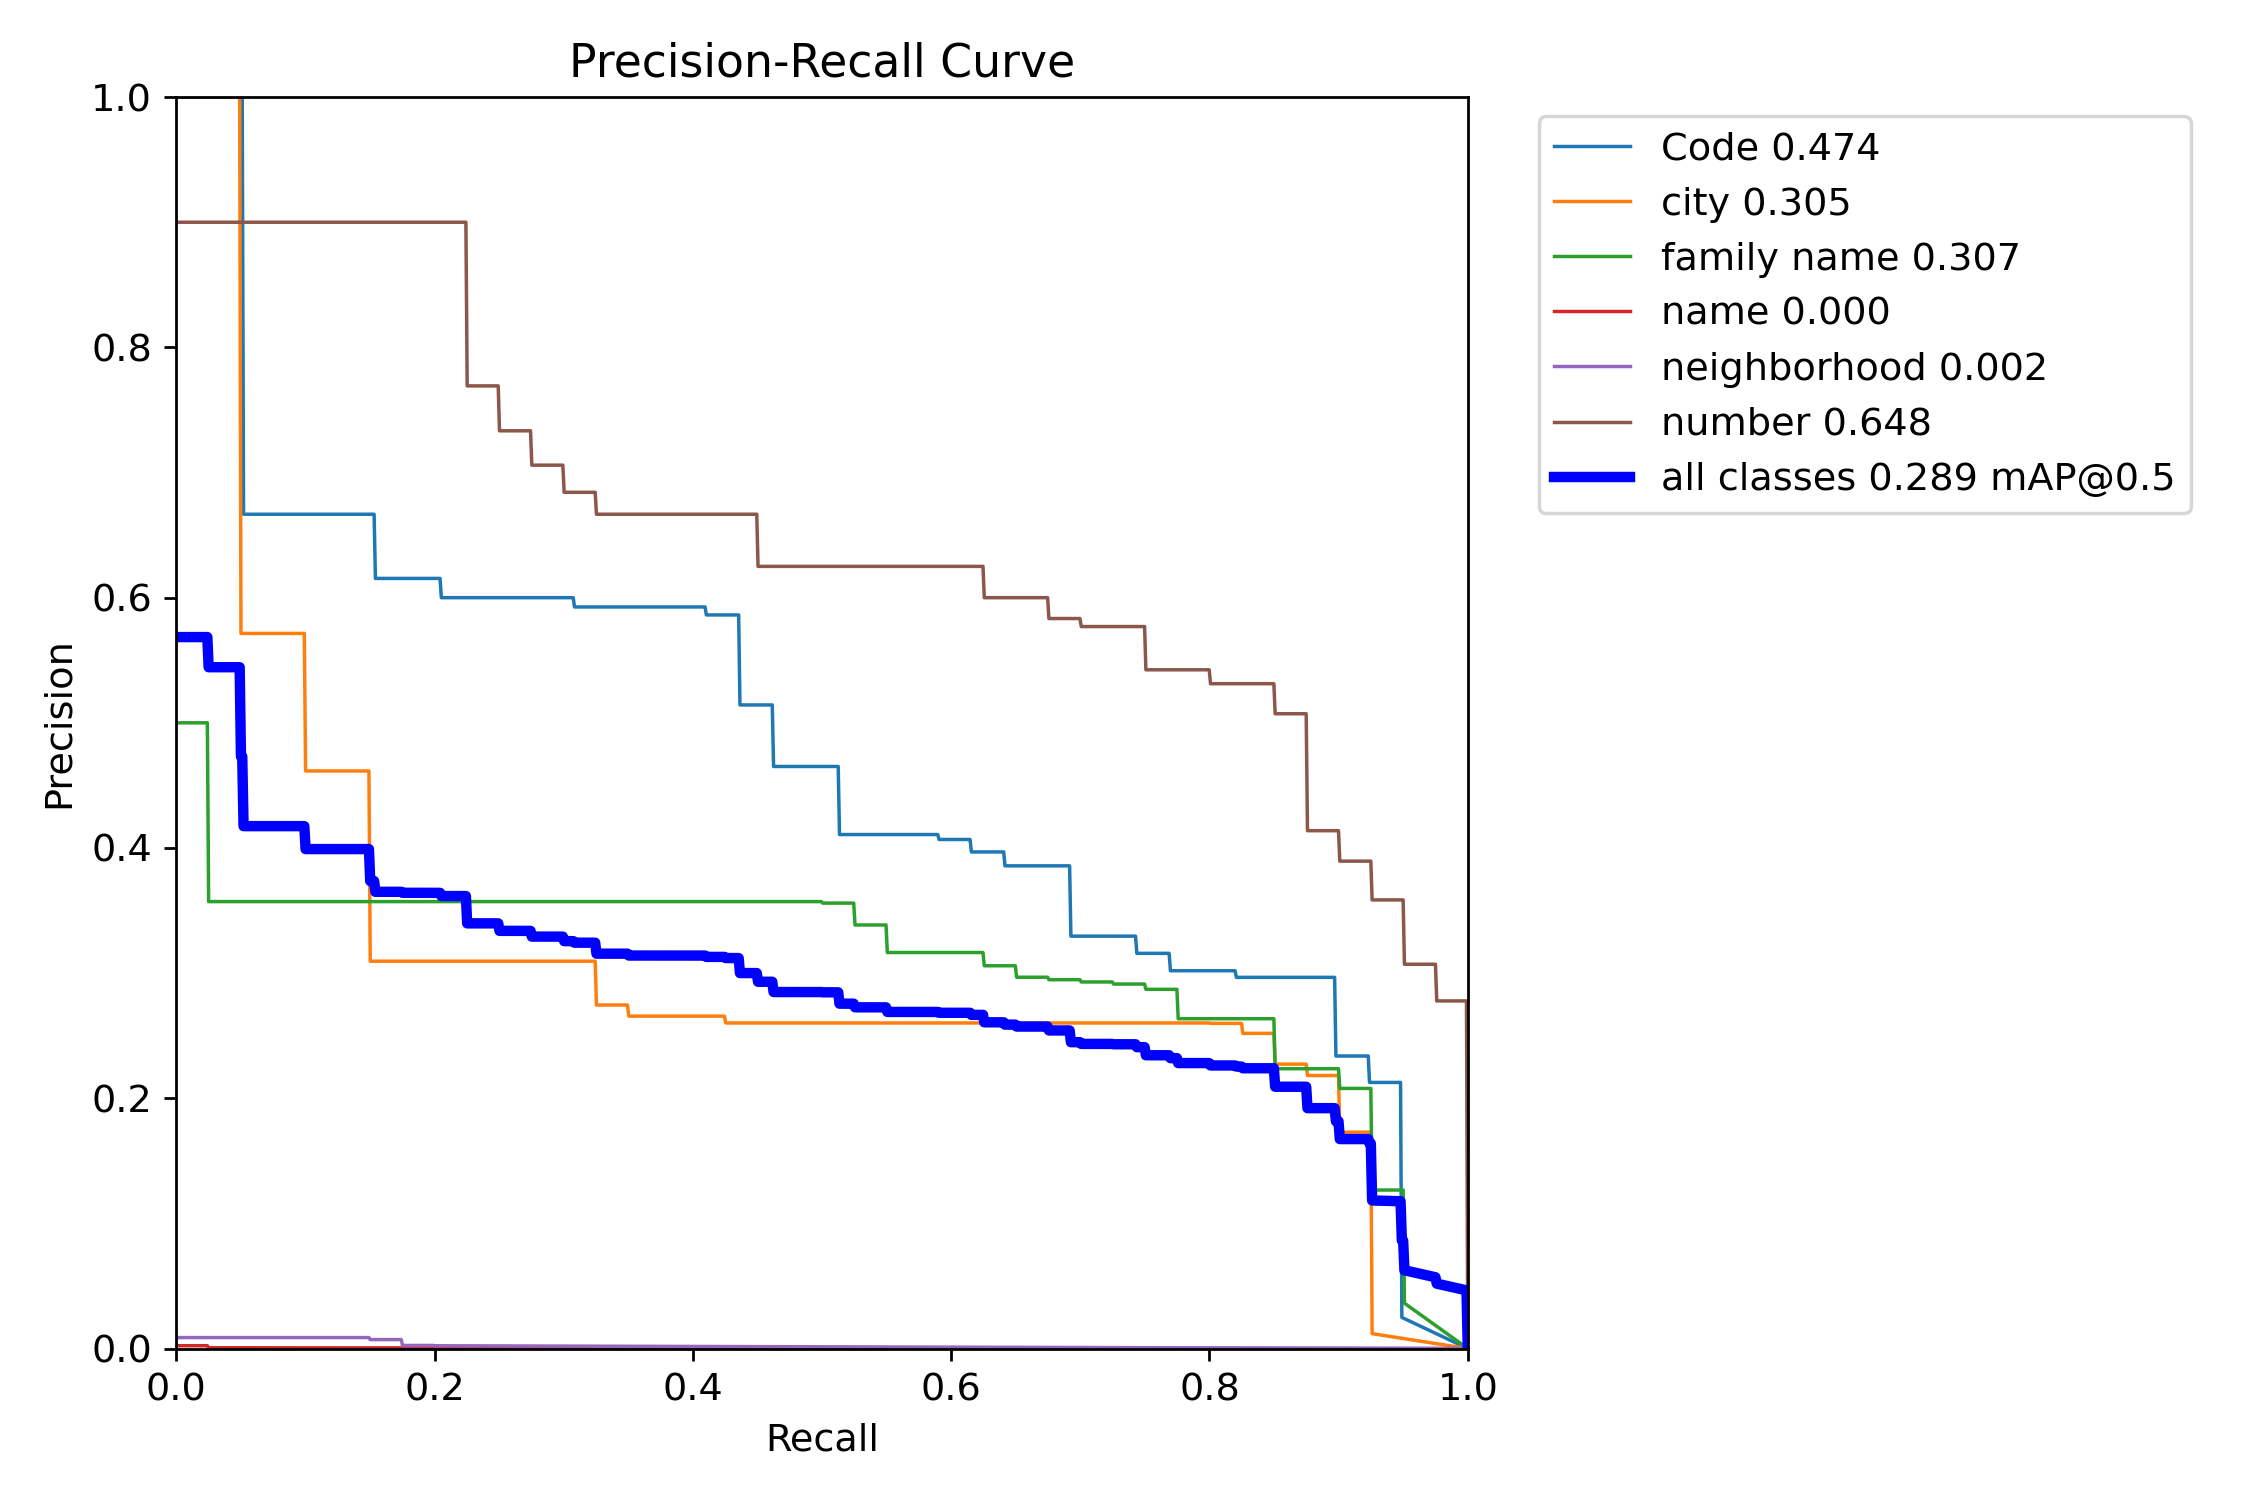 Precision-Recall Curve
1.0
0.8
0.6
0.4
0.2
0.0
Precision
0.0 0.2 0.4 0.6 0.8 1.0
Recall
Code 0.474
city 0.305
family name 0.307
name 0.000
neighborhood 0.002
number 0.648
all classes 0.289 mAP@0.5